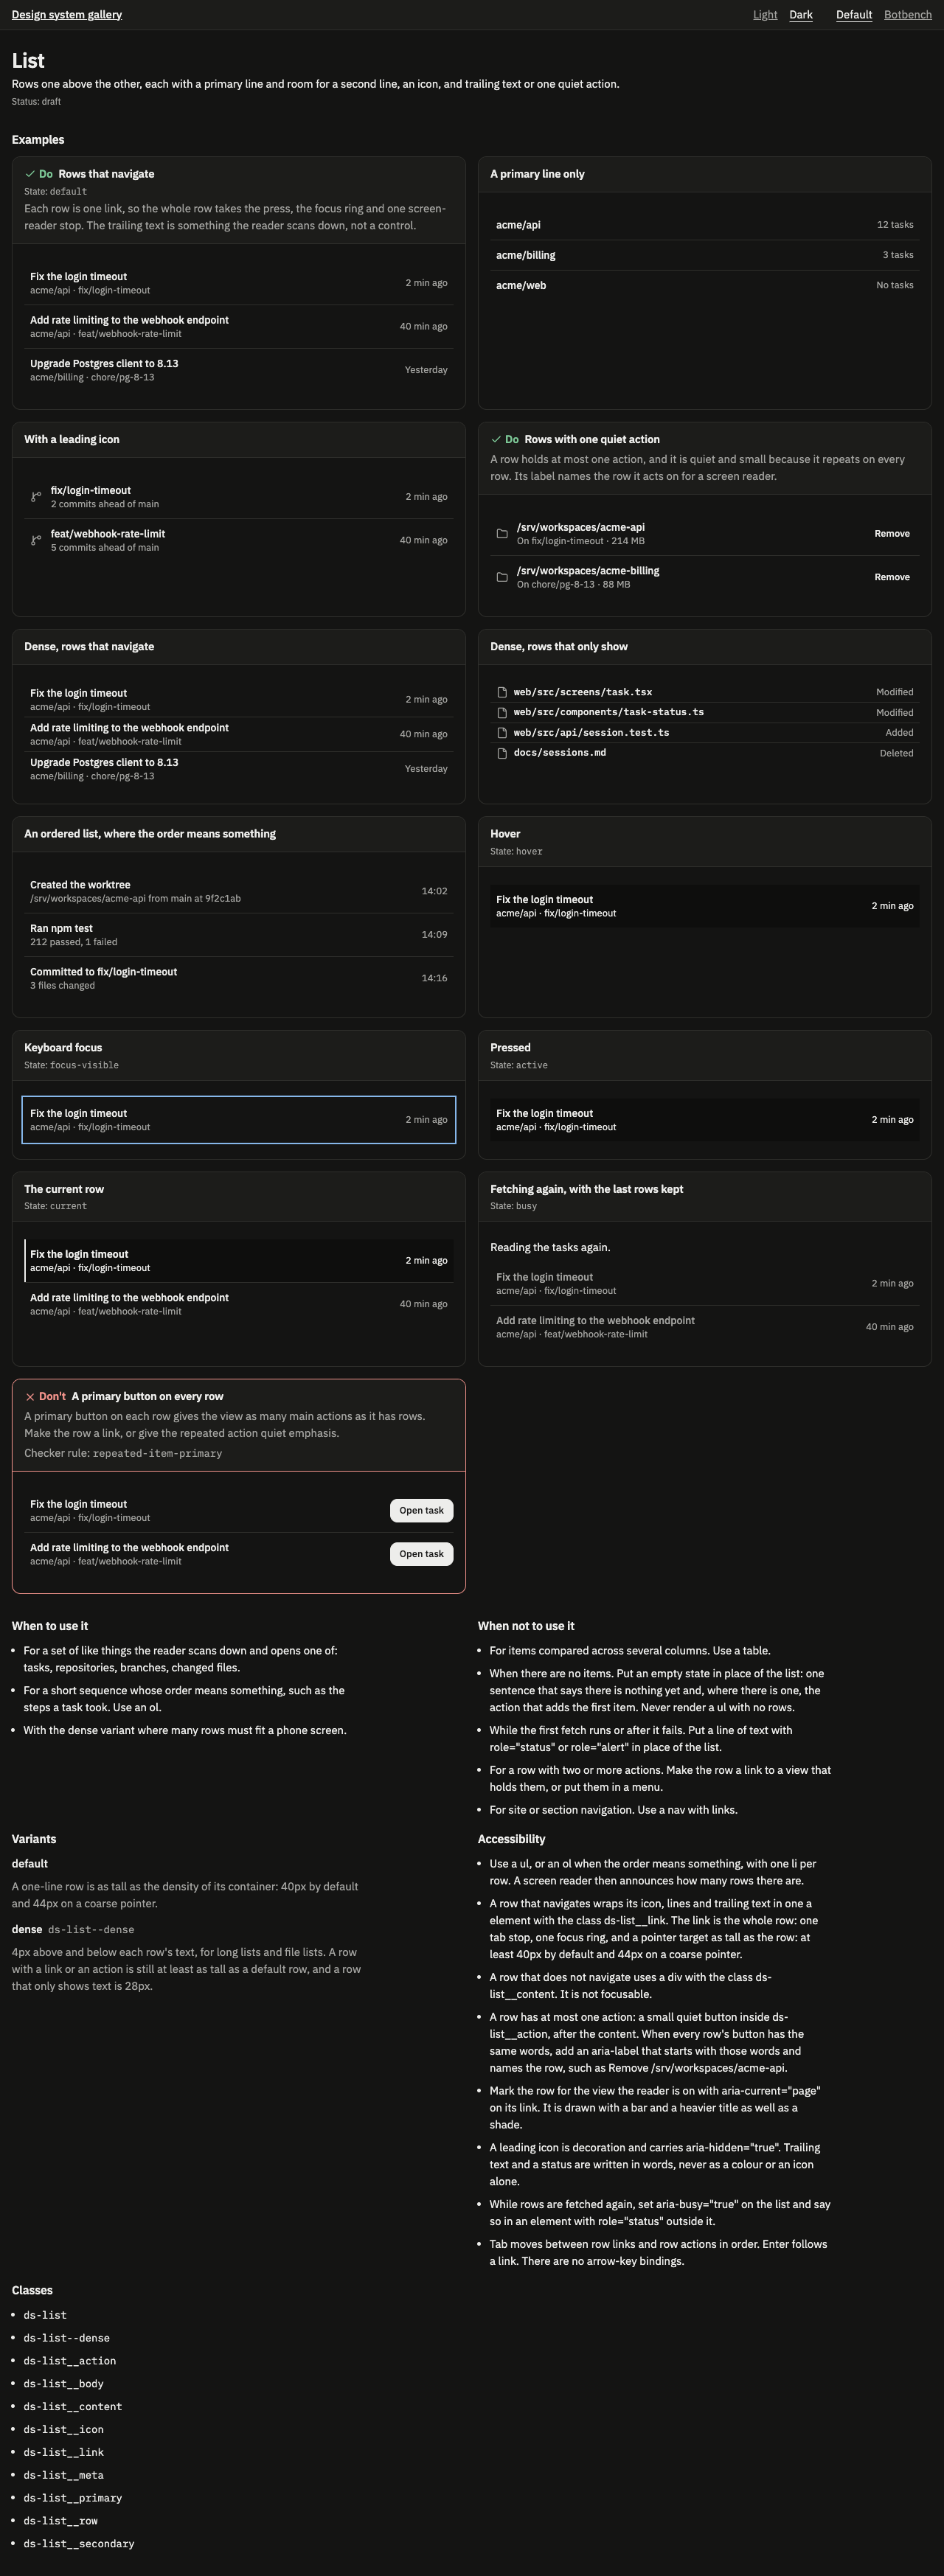 Design system gallery
Light Dark Default Botbench
List
Rows one above the other, each with a primary line and room for a second line, an icon, and trailing text or one quiet action.
Status: draft
Examples
Do Rows that navigate
State: default
Each row is one link, so the whole row takes the press, the focus ring and one screen-
reader stop. The trailing text is something the reader scans down, not a control.
Fix the login timeout
acme/api · fix/login-timeout
2 min ago
Add rate limiting to the webhook endpoint
acme/api · feat/webhook-rate-limit
40 min ago
Upgrade Postgres client to 8.13
acme/billing · chore/pg-8-13
Yesterday
A primary line only
acme/api
12 tasks
acme/billing
3 tasks
acme/web
No tasks
With a leading icon
fix/login-timeout
2 commits ahead of main
2 min ago
feat/webhook-rate-limit
5 commits ahead of main
40 min ago
Do Rows with one quiet action
A row holds at most one action, and it is quiet and small because it repeats on every
row. Its label names the row it acts on for a screen reader.
/srv/workspaces/acme-api
On fix/login-timeout · 214 MB
Remove
/srv/workspaces/acme-billing
On chore/pg-8-13 · 88 MB
Remove
Dense, rows that navigate
Fix the login timeout
acme/api · fix/login-timeout
2 min ago
Add rate limiting to the webhook endpoint
acme/api · feat/webhook-rate-limit
40 min ago
Upgrade Postgres client to 8.13
acme/billing · chore/pg-8-13
Yesterday
Dense, rows that only show
web/src/screens/task.tsx
Modified
web/src/components/task-status.ts
Modified
web/src/api/session.test.ts
Added
docs/sessions.md
Deleted
An ordered list, where the order means something
Created the worktree
/srv/workspaces/acme-api from main at 9f2c1ab
14:02
Ran npm test
212 passed, 1 failed
14:09
Committed to fix/login-timeout
3 files changed
14:16
Hover
State: hover
Fix the login timeout
acme/api · fix/login-timeout
2 min ago
Keyboard focus
State: focus-visible
Fix the login timeout
acme/api · fix/login-timeout
2 min ago
Pressed
State: active
Fix the login timeout
acme/api · fix/login-timeout
2 min ago
The current row
State: current
Fix the login timeout
acme/api · fix/login-timeout
2 min ago
Add rate limiting to the webhook endpoint
acme/api · feat/webhook-rate-limit
40 min ago
Fetching again, with the last rows kept
State: busy
Reading the tasks again.
Fix the login timeout
acme/api · fix/login-timeout
2 min ago
Add rate limiting to the webhook endpoint
acme/api · feat/webhook-rate-limit
40 min ago
Don't A primary button on every row
A primary button on each row gives the view as many main actions as it has rows.
Make the row a link, or give the repeated action quiet emphasis.
Checker rule: repeated-item-primary
Fix the login timeout
acme/api · fix/login-timeout
Open task
Add rate limiting to the webhook endpoint
acme/api · feat/webhook-rate-limit
Open task
When to use it
• For a set of like things the reader scans down and opens one of:
tasks, repositories, branches, changed files.
• For a short sequence whose order means something, such as the
steps a task took. Use an ol.
• With the dense variant where many rows must fit a phone screen.
When not to use it
• For items compared across several columns. Use a table.
• When there are no items. Put an empty state in place of the list: one
sentence that says there is nothing yet and, where there is one, the
action that adds the first item. Never render a ul with no rows.
• While the first fetch runs or after it fails. Put a line of text with
role="status" or role="alert" in place of the list.
• For a row with two or more actions. Make the row a link to a view that
holds them, or put them in a menu.
• For site or section navigation. Use a nav with links.
Variants
default
A one-line row is as tall as the density of its container: 40px by default
and 44px on a coarse pointer.
dense ds-list--dense
4px above and below each row's text, for long lists and file lists. A row
with a link or an action is still at least as tall as a default row, and a row
that only shows text is 28px.
Accessibility
• Use a ul, or an ol when the order means something, with one li per
row. A screen reader then announces how many rows there are.
• A row that navigates wraps its icon, lines and trailing text in one a
element with the class ds-list__link. The link is the whole row: one
tab stop, one focus ring, and a pointer target as tall as the row: at
least 40px by default and 44px on a coarse pointer.
• A row that does not navigate uses a div with the class ds-
list__content. It is not focusable.
• A row has at most one action: a small quiet button inside ds-
list__action, after the content. When every row's button has the
same words, add an aria-label that starts with those words and
names the row, such as Remove /srv/workspaces/acme-api.
• Mark the row for the view the reader is on with aria-current="page"
on its link. It is drawn with a bar and a heavier title as well as a
shade.
• A leading icon is decoration and carries aria-hidden="true". Trailing
text and a status are written in words, never as a colour or an icon
alone.
• While rows are fetched again, set aria-busy="true" on the list and say
so in an element with role="status" outside it.
• Tab moves between row links and row actions in order. Enter follows
a link. There are no arrow-key bindings.
Classes
• ds-list
• ds-list--dense
• ds-list__action
• ds-list__body
• ds-list__content
• ds-list__icon
• ds-list__link
• ds-list__meta
• ds-list__primary
• ds-list__row
• ds-list__secondary